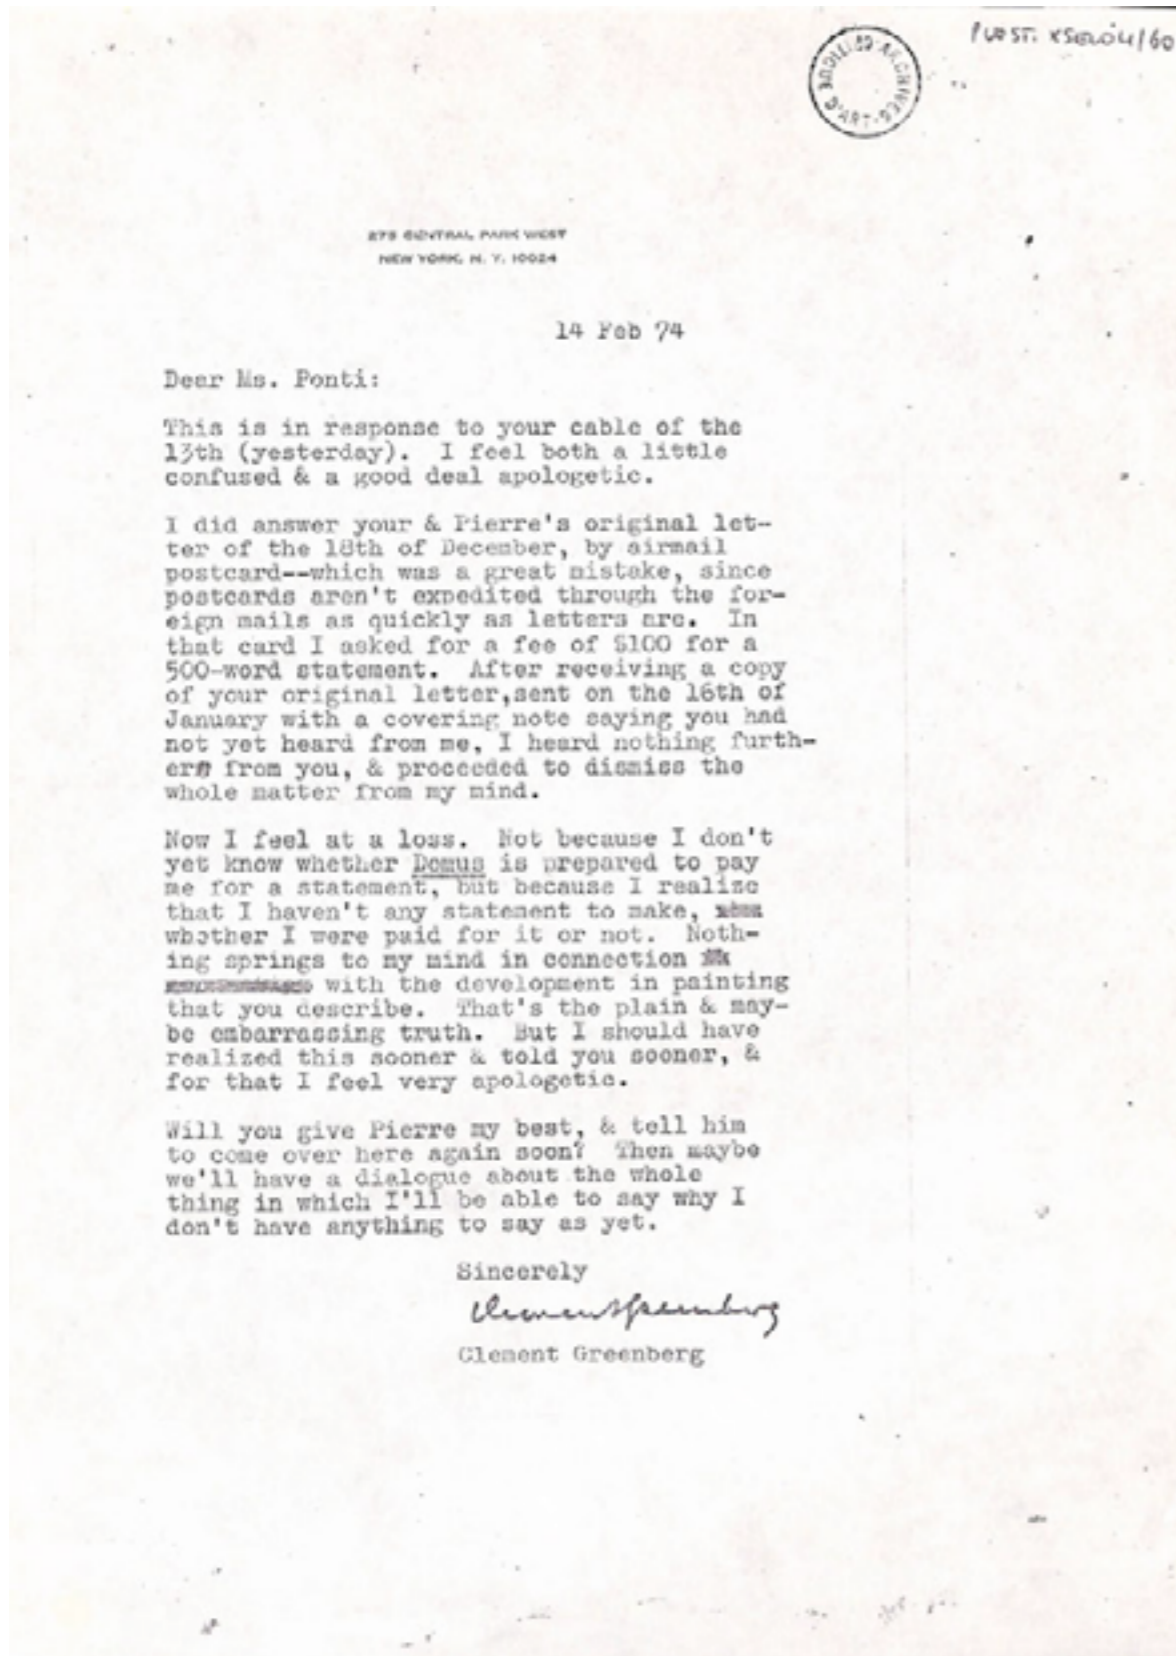 D'ART
275 CENTRAL PARK WEST
NEW YORK, N. Y. 10024
14 Feb 74
Dear Ms. Ponti:
This is in response to your cable of the
13th (yesterday). I feel both a little
confused & a good deal apologetic.
I did answer your & Pierre's original let-
ter of the 18th of December, by airmail
postcard--which was a great mistake, since
postcards aren't expedited through the for-
eign mails as quickly as letters are. In
that card I asked for a fee of $100 for a
500-word statement. After receiving a copy
of your original letter,sent on the 16th of
January with a covering note saying you had
not yet heard from me, I heard nothing furth-
er from you, & proceeded to dismiss the
whole matter from my mind.
Now I feel at a loss. Not because I don't
yet know whether Domus is prepared to pay
me for a statement, but because I realize
that I haven't any statement to make,
whether I were paid for it or not. Noth-
ing springs to my mind in connection
with the development in painting
that you describe. That's the plain & may-
be embarrassing truth. But I should have
realized this sooner & told you sooner, &
for that I feel very apologetic.
Will you give Pierre my best, & tell him
to come over here again soon? Then maybe
we'll have a dialogue about the whole
thing in which I'll be able to say why I
don't have anything to say as yet.
Sincerely
Clement Greenberg
Clement Greenberg